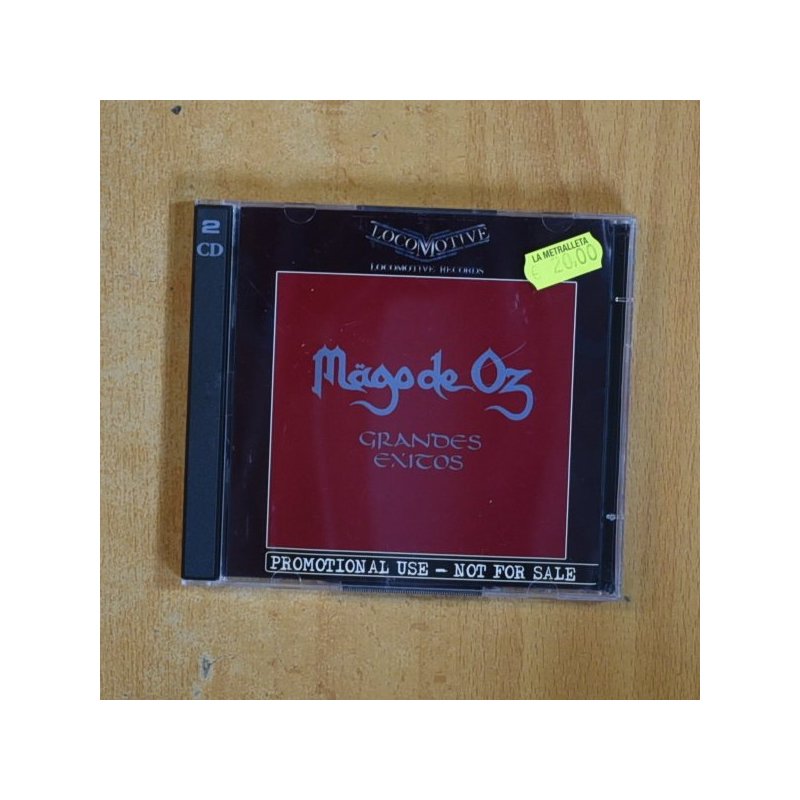 2
CD
LOCOMOTIVE
LOCOMOTIVE RECORDS
LA METRALLETA
€ 20,00
Mägo de Oz
GRANDES
EXITOS
PROMOTIONAL USE – NOT FOR SALE